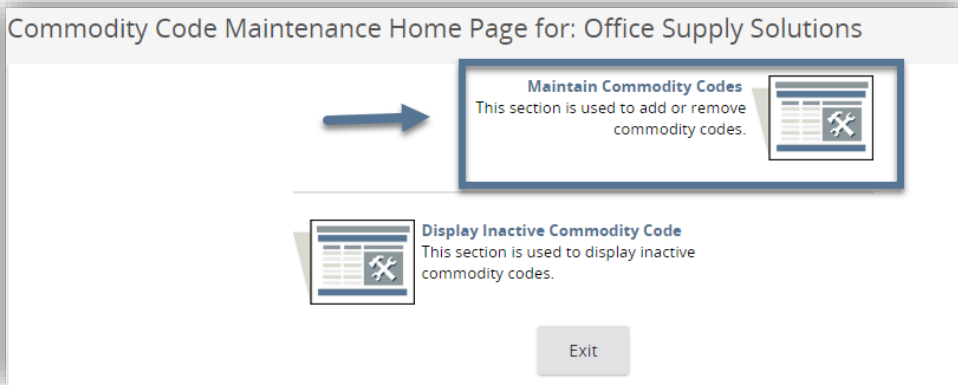 Commodity Code Maintenance Home Page for: Office Supply Solutions
Maintain Commodity Codes
This section is used to add or remove
commodity codes.
Display Inactive Commodity Code
This section is used to display inactive
commodity codes.
Exit